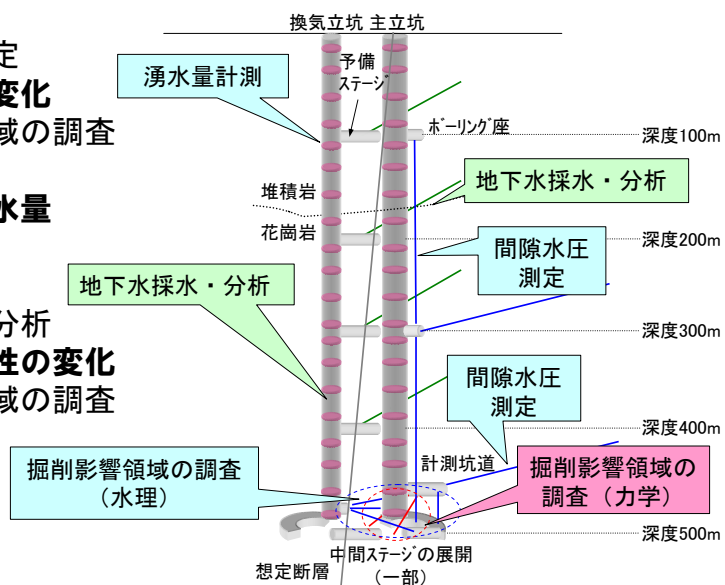 換気立坑 主立坑
定
変化
域の調査
水量
分析
性の変化
域の調査
湧水量計測
予備
ステージ
ボーリング座
深度100m
堆積岩
地下水採水・分析
花崗岩
深度200m
間隙水圧
測定
地下水採水・分析
深度300m
間隙水圧
測定
深度400m
計測坑道
掘削影響領域の調査
（水理）
掘削影響領域の
調査（力学）
深度500m
中間ステージの展開
（一部）
想定断層